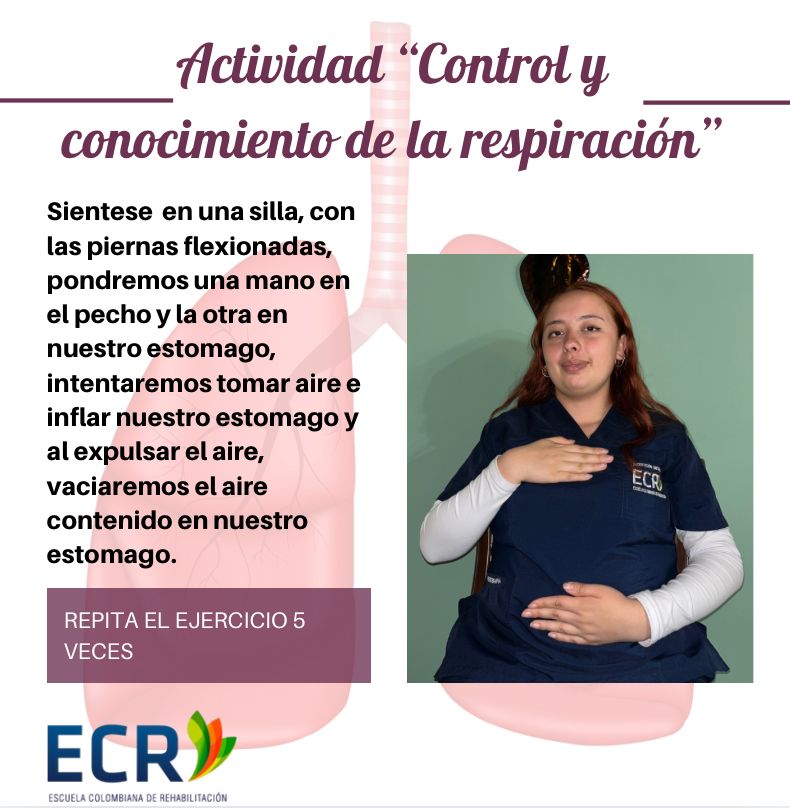 Actividad “Control y
conocimiento de la respiración”
Sientese en una silla, con
las piernas flexionadas,
pondremos una mano en
el pecho y la otra en
nuestro estomago,
intentaremos tomar aire e
inflar nuestro estomago y
al expulsar el aire,
vaciaremos el aire
contenido en nuestro
estomago.
REPITA EL EJERCICIO 5
VECES
ECR
ECR
ESCUELA COLOMBIANA DE REHABILITACIÓN